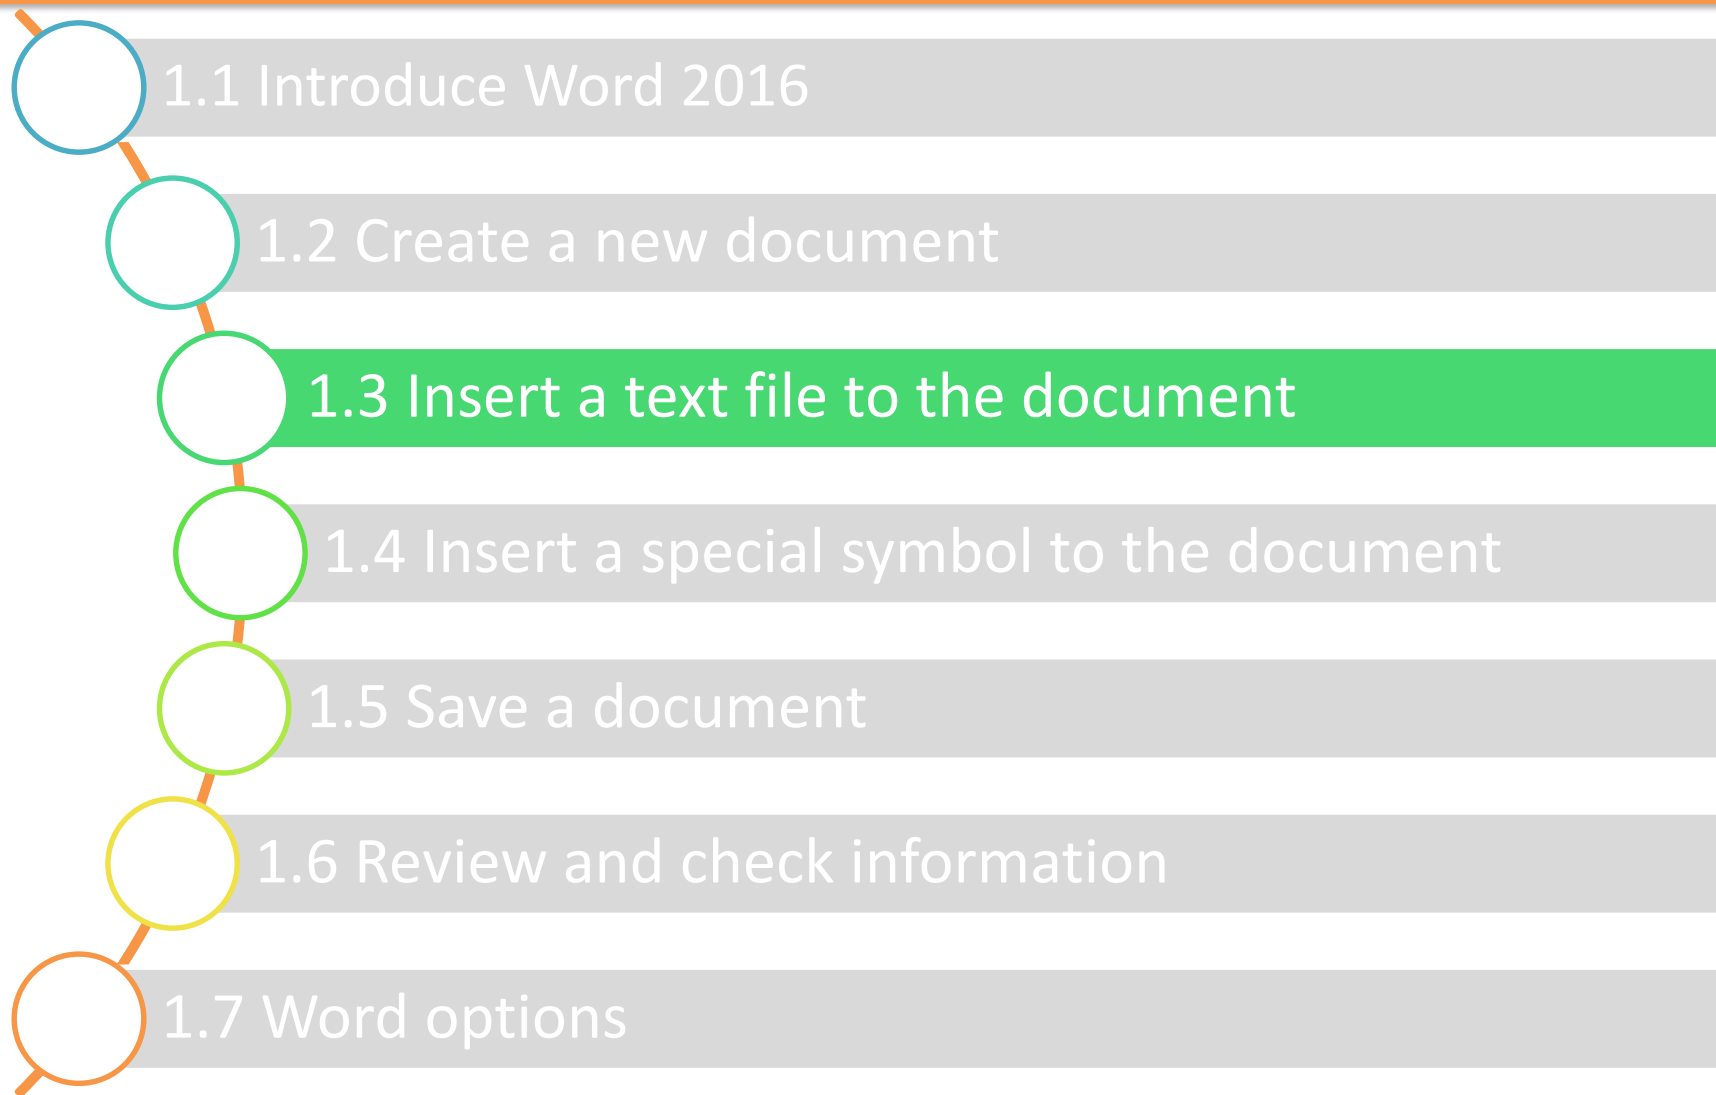 1.1 Introduce Word 2016
1.2 Create a new document
1.3 Insert a text file to the document
1.4 Insert a special symbol to the document
1.5 Save a document
1.6 Review and check information
1.7 Word options